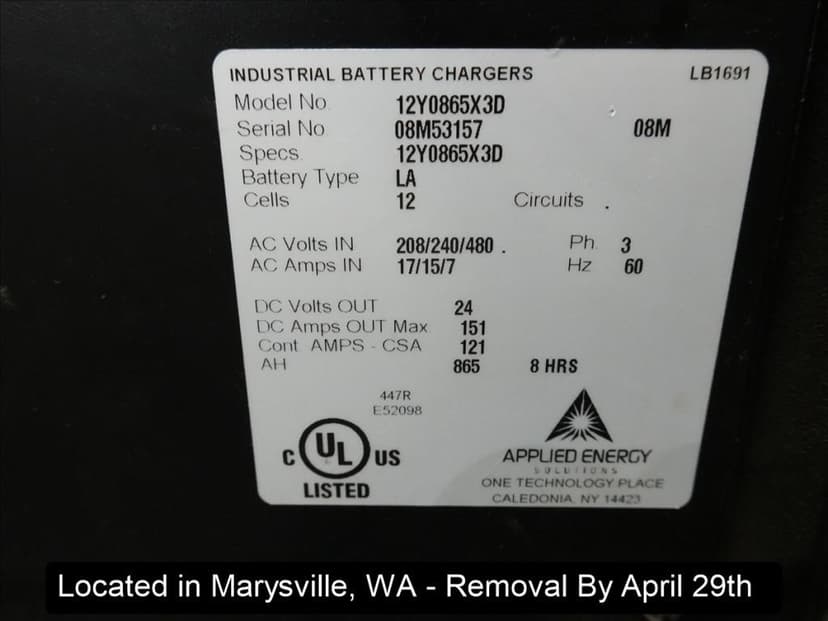 INDUSTRIAL BATTERY CHARGERS LB1691
Model No. 12Y0865X3D
Serial No 08M53157 08M
Specs. 12Y0865X3D
Battery Type LA
Cells 12 Circuits .
AC Volts IN 208/240/480 . Ph. 3
AC Amps IN 17/15/7 Hz 60
DC Volts OUT 24
DC Amps OUT Max 151
Cont AMPS - CSA 121
AH 865 8 HRS
447R
E52098
C UL US
LISTED
APPLIED ENERGY
SOLUTIONS
ONE TECHNOLOGY PLACE
CALEDONIA, NY 14423
Located in Marysville, WA - Removal By April 29th